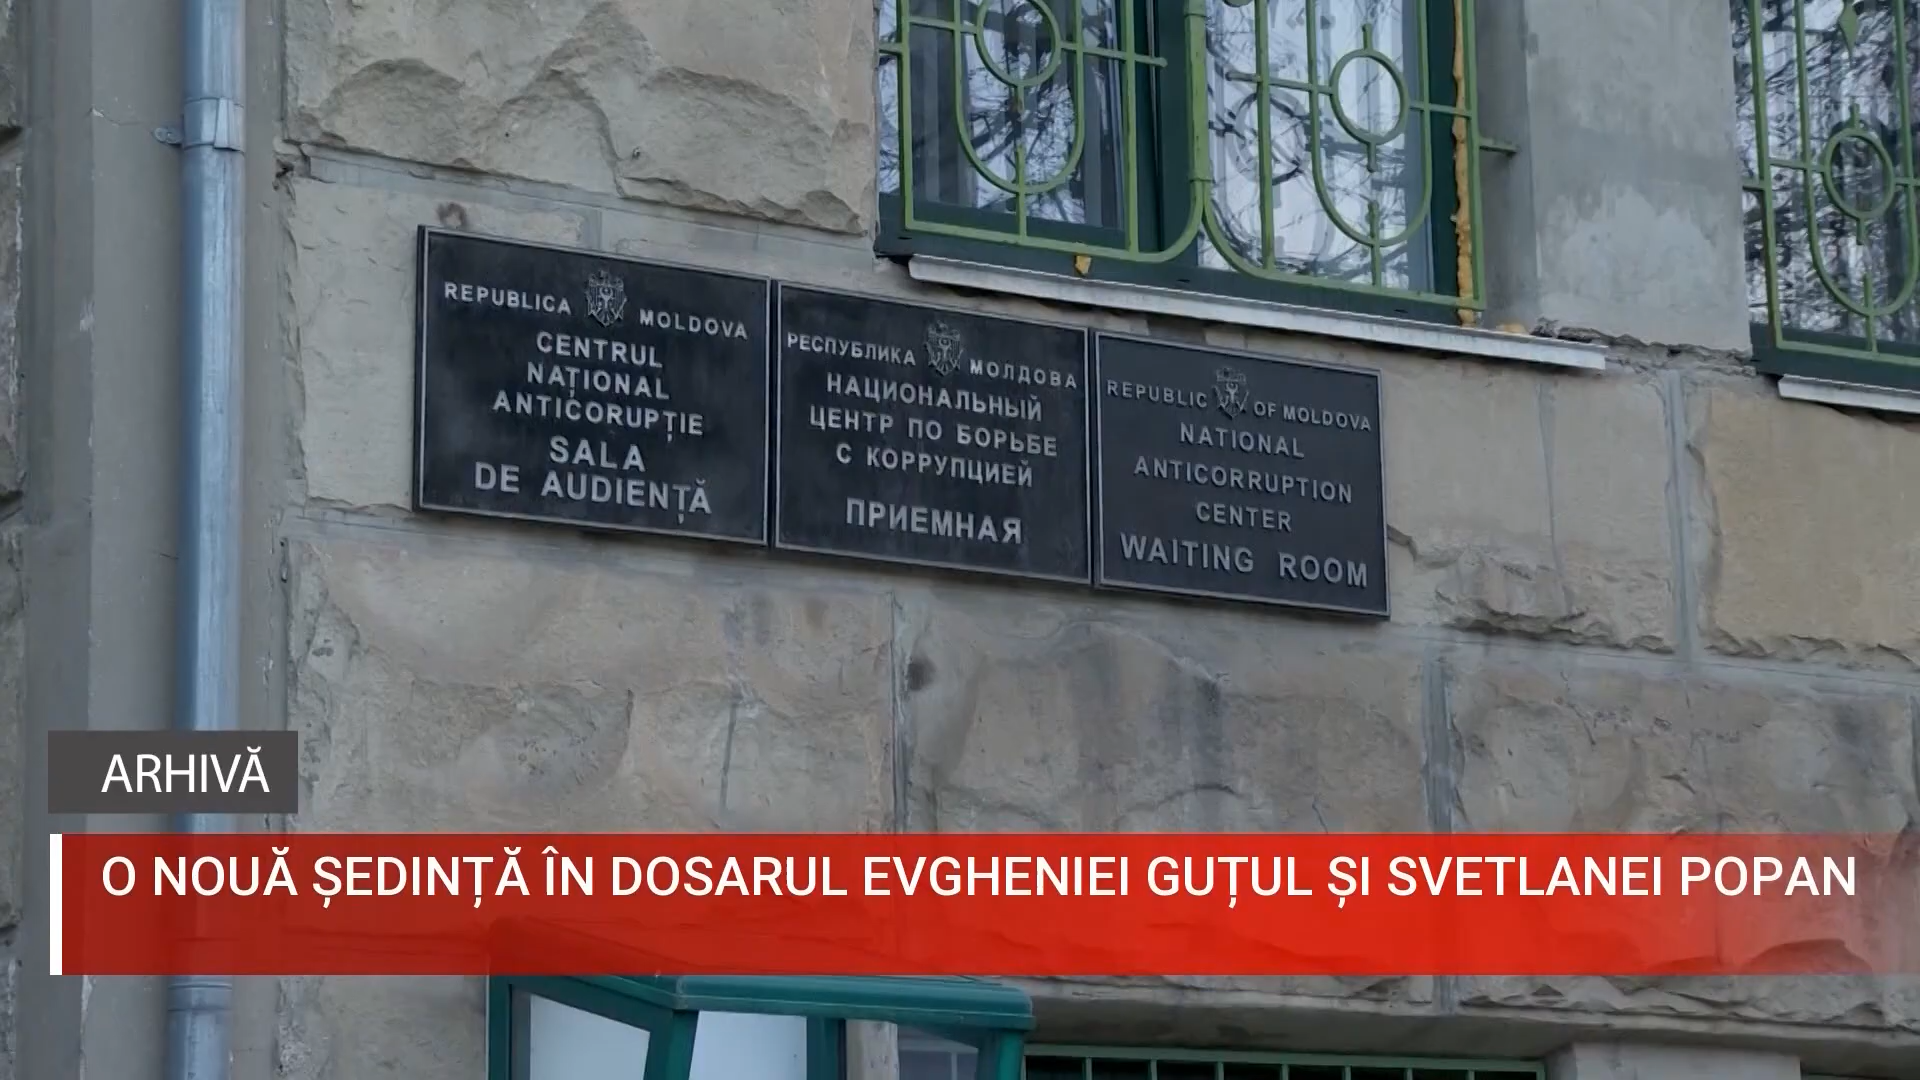 REPUBLICA MOLDOVA
CENTRUL
NAȚIONAL
ANTICORUPȚIE
SALA
DE AUDIENȚĂ
РЕСПУБЛИКА МОЛДОВА
НАЦИОНАЛЬНЫЙ
ЦЕНТР ПО БОРЬБЕ
С КОРРУПЦИЕЙ
ПРИЕМНАЯ
REPUBLIC OF MOLDOVA
NATIONAL
ANTICORRUPTION
CENTER
WAITING ROOM
ARHIVĂ
O NOUĂ ȘEDINȚĂ ÎN DOSARUL EVGHENIEI GUȚUL ȘI SVETLANEI POPAN